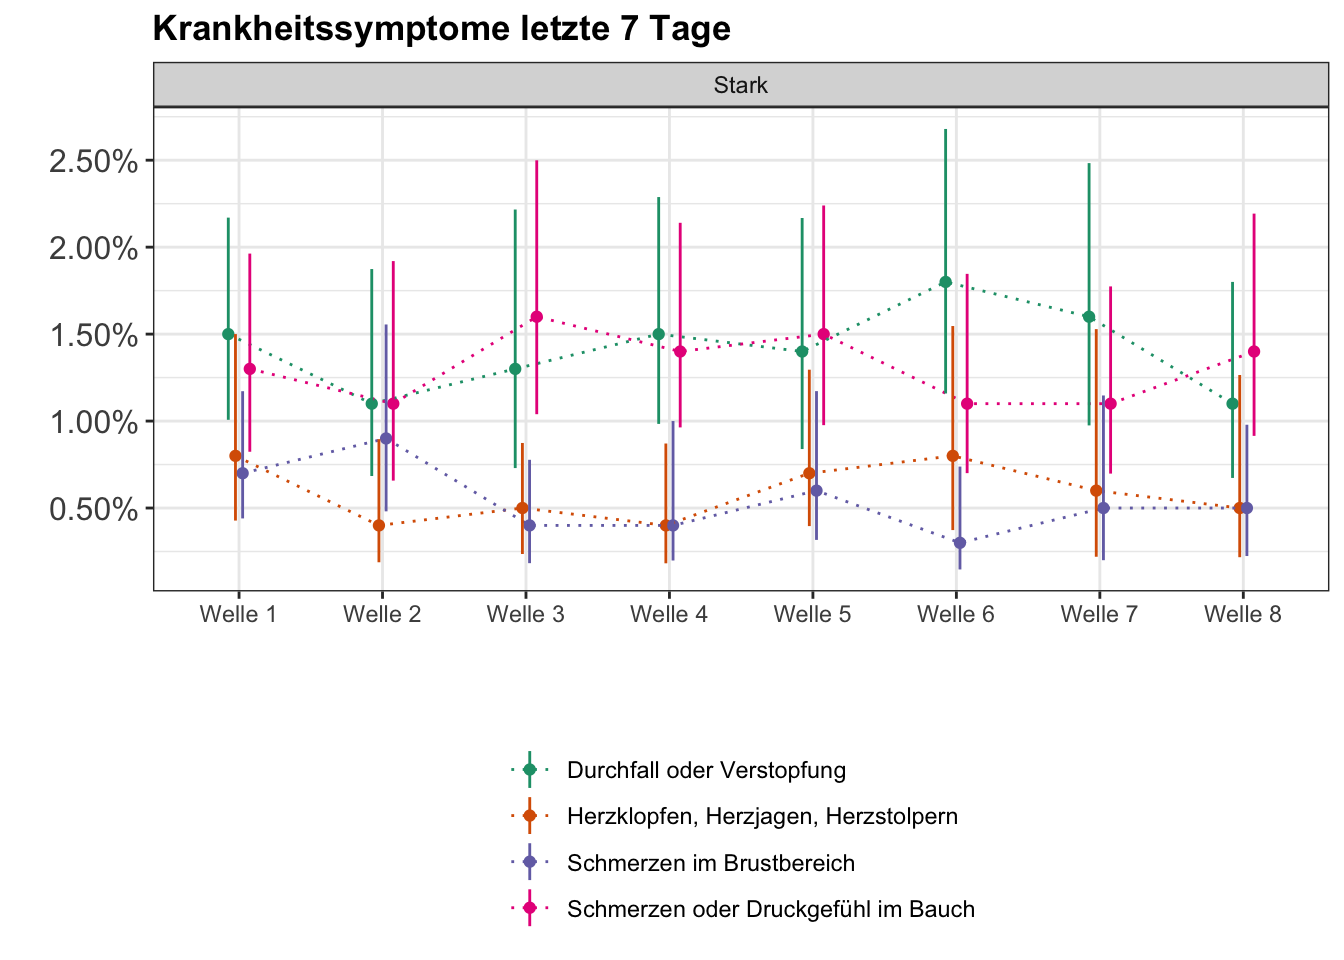 Krankheitssymptome letzte 7 Tage
Stark
2.50%
2.00%
1.50%
1.00%
0.50%
Welle 1 Welle 2 Welle 3 Welle 4 Welle 5 Welle 6 Welle 7 Welle 8
Durchfall oder Verstopfung
Herzklopfen, Herzjagen, Herzstolpern
Schmerzen im Brustbereich
Schmerzen oder Druckgefühl im Bauch